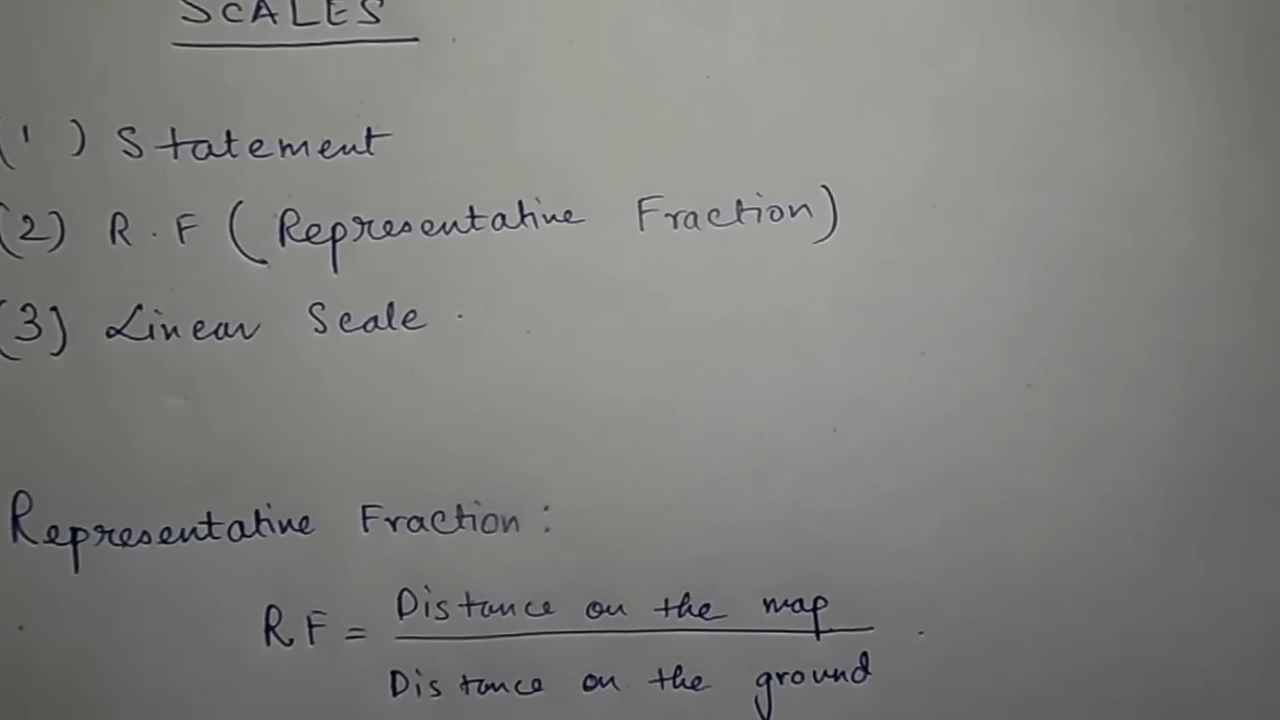 SCALES
(1) Statement
(2) R.F (Representative Fraction)
(3) Linear Scale.
Representative Fraction:
RF = Distance on the map
Distance on the ground